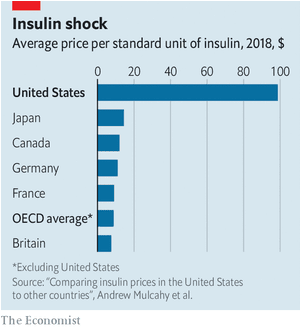 Insulin shock
Average price per standard unit of insulin, 2018, $
0 20 40 60 80 100
United States
Japan
Canada
Germany
France
OECD average*
Britain
*Excluding United States
Source: “Comparing insulin prices in the United States
to other countries”, Andrew Mulcahy et al.
The Economist